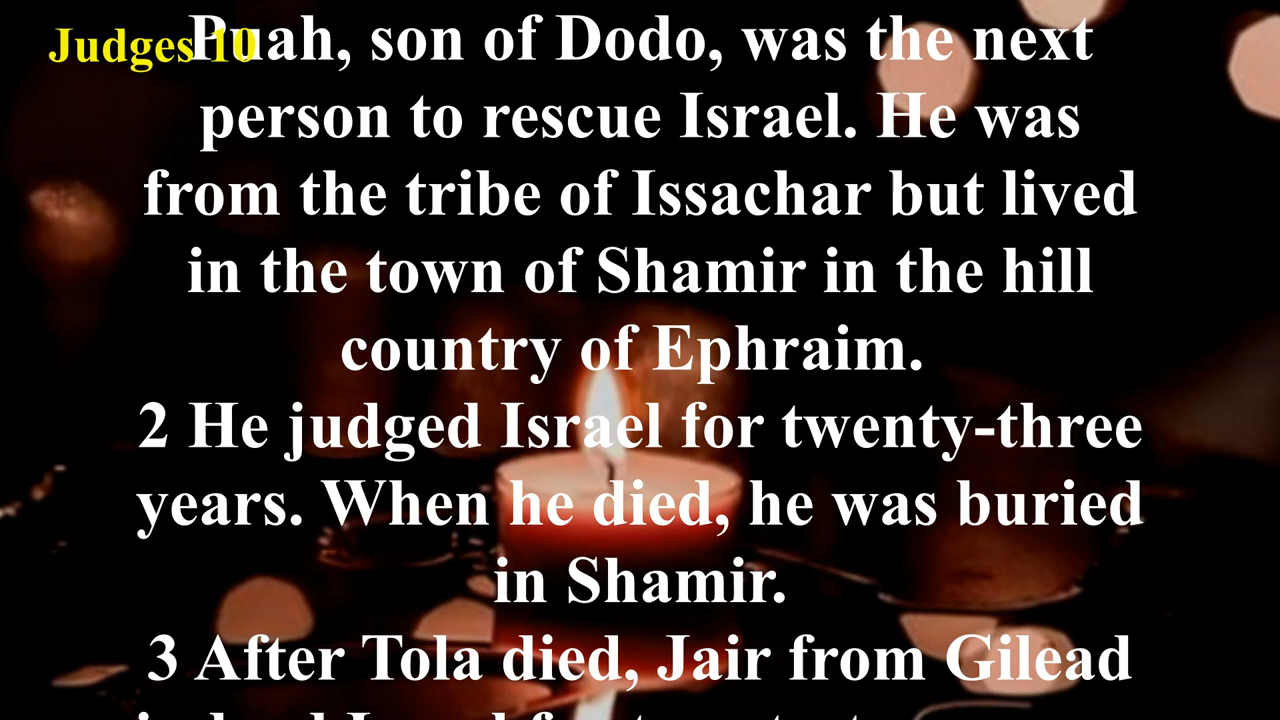 Judges 10
Puah, son of Dodo, was the next
person to rescue Israel. He was
from the tribe of Issachar but lived
in the town of Shamir in the hill
country of Ephraim.
2 He judged Israel for twenty-three
years. When he died, he was buried
in Shamir.
3 After Tola died, Jair from Gilead